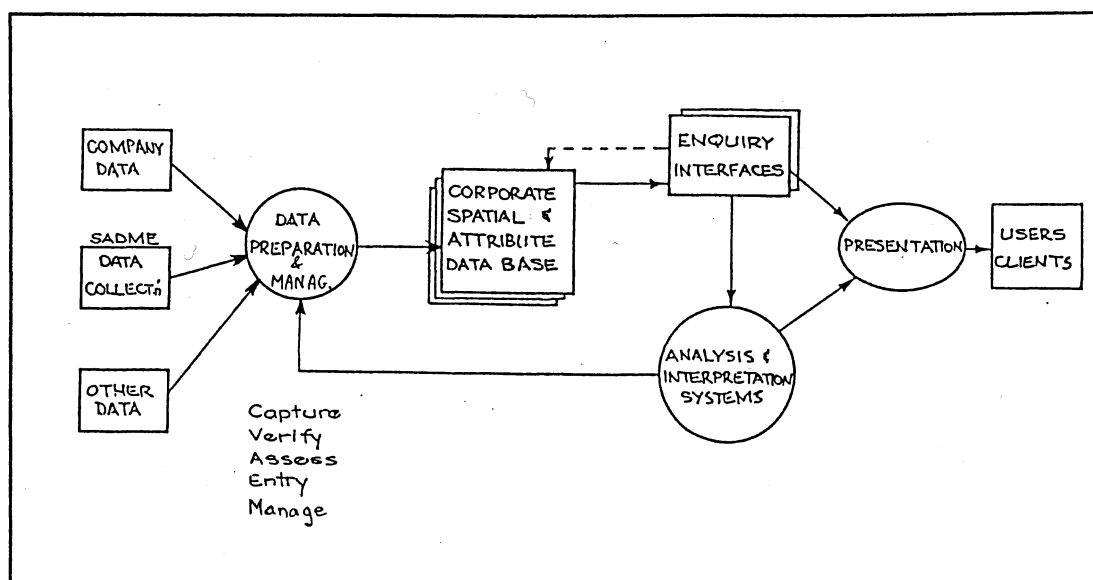 COMPANY
DATA
SADME
DATA
COLLECT'n
OTHER
DATA
DATA
PREPARATION
&
MANAG.
Capture
Verify
Assess
Entry
Manage
CORPORATE
SPATIAL &
ATTRIBUTE
DATA BASE
ENQUIRY
INTERFACES
ANALYSIS &
INTERPRETATION
SYSTEMS
PRESENTATION
USERS
CLIENTS